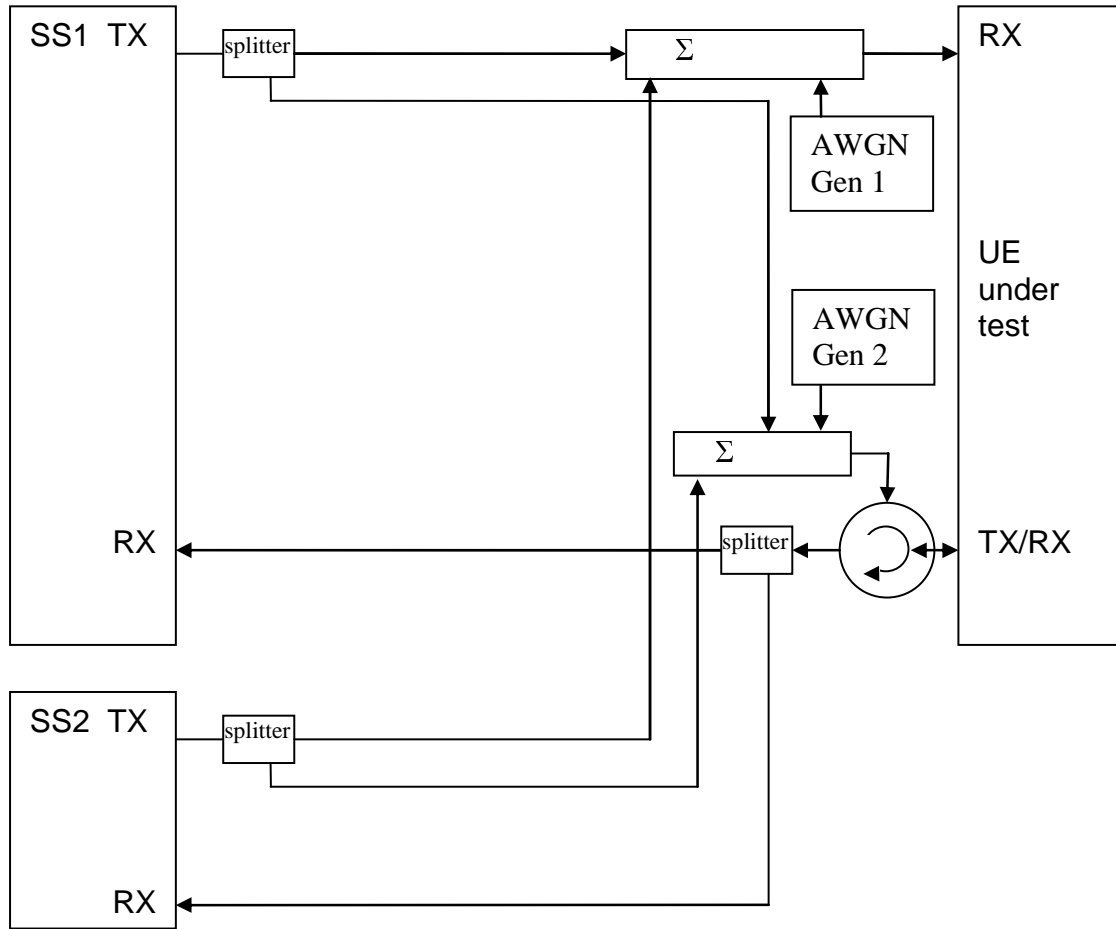 SS1 TX
splitter
Σ
RX
AWGN
Gen 1
UE
under
test
AWGN
Gen 2
Σ
RX
splitter
TX/RX
SS2 TX
splitter
RX